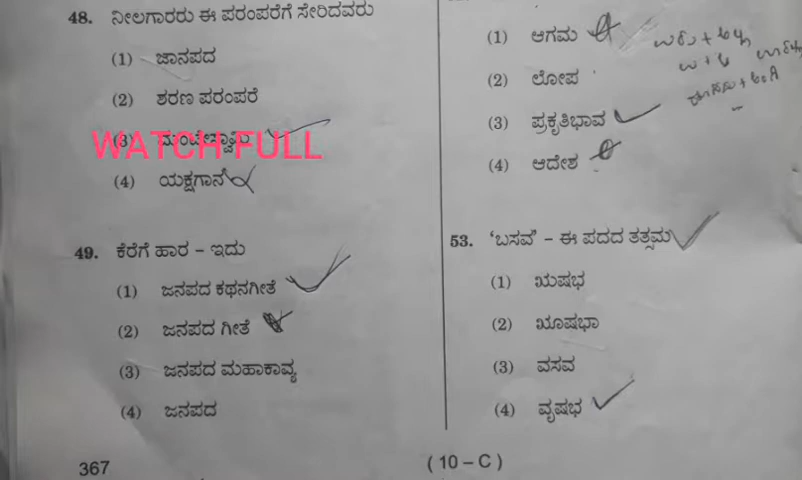 48. ನೀಲಗಾರರು ಈ ಪರಂಪರೆಗೆ ಸೇರಿದವರು
(1) ಜಾನಪದ
(2) ಶರಣ ಪರಂಪರೆ
(3) ಮಂಟೇಸ್ವಾಮಿ
WATCH FULL
(4) ಯಕ್ಷಗಾನ
49. ಕೆರೆಗೆ ಹಾರ – ಇದು
(1) ಜನಪದ ಕಥನಗೀತೆ
(2) ಜನಪದ ಗೀತೆ
(3) ಜನಪದ ಮಹಾಕಾವ್ಯ
(4) ಜನಪದ
(1) ಆಗಮ
(2) ಲೋಪ
(3) ಪ್ರಕೃತಿಭಾವ
(4) ಆದೇಶ
53. ‘ಬಸವ’ – ಈ ಪದದ ತತ್ಸಮ
(1) ಋಷಭ
(2) ೠಷಭಾ
(3) ವಸವ
(4) ವೃಷಭ
367
( 10 – C )